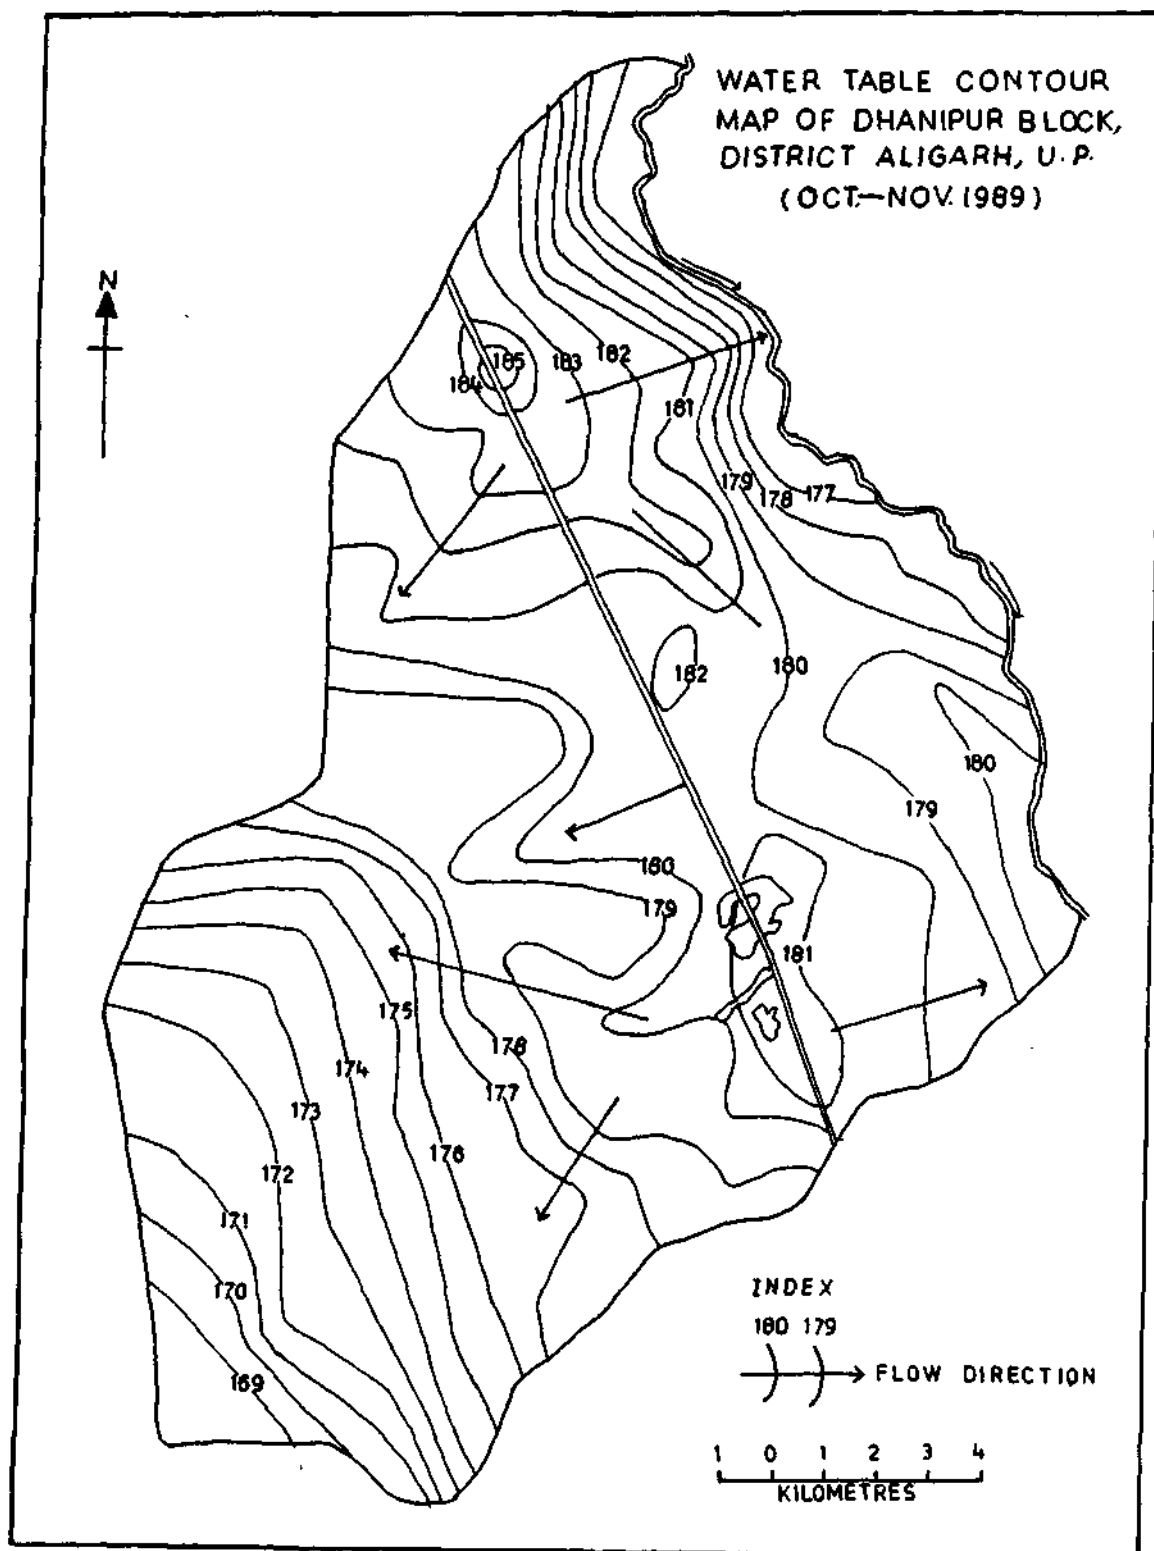 WATER TABLE CONTOUR
MAP OF DHANIPUR BLOCK,
DISTRICT ALIGARH, U.P.
(OCT.—NOV. 1989)
N
185
184
183
182
181
179
178
177
182
180
180
179
180
179
181
175
178
174
177
173
176
172
171
170
169
INDEX
180 179
FLOW DIRECTION
1 0 1 2 3 4
KILOMETRES